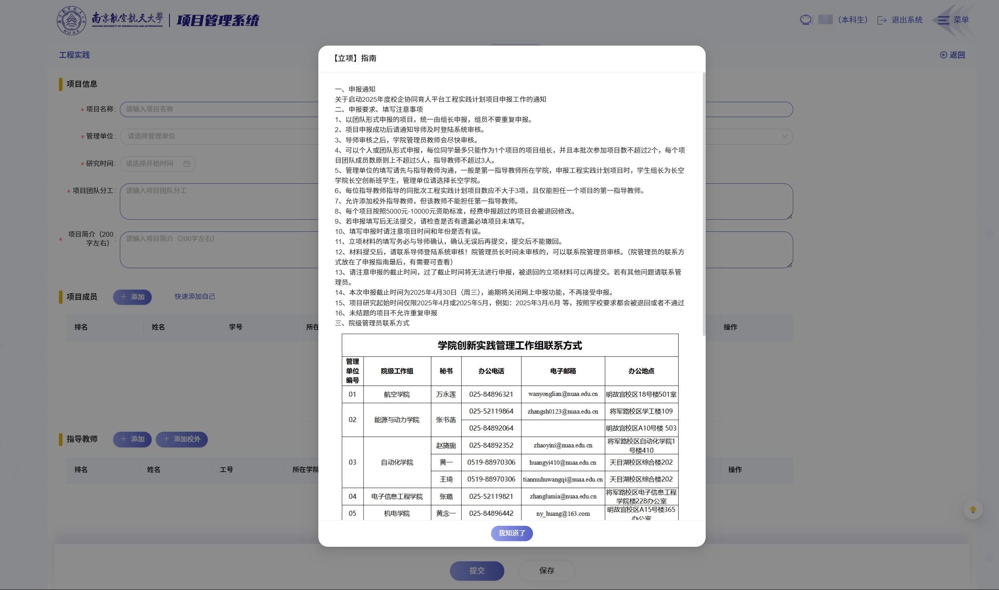 南京航空航天大學
NANJING UNIVERSITY OF AERONAUTICS AND ASTRONAUTICS
1952
NUAA
项目管理系统
（本科生） 退出系统 菜单
工程实践
返回
项目信息
* 项目名称: 请输入项目名称
* 管理单位: 请选择管理单位
* 研究时间: 请选择开始时间
* 项目团队分工: 请输入项目团队分工
* 项目简介（200字左右）: 请输入项目简介（200字左右）
项目成员 + 添加 快速添加自己
排名 姓名 学号 所在 操作
指导教师 + 添加 + 添加校外
排名 姓名 工号 所在学院 操作
【立项】指南
一、申报通知
关于启动2025年度校企协同育人平台工程实践计划项目申报工作的通知
二、申报要求、填写注意事项
1、以团队形式申报的项目，统一由组长申报，组员不要重复申报。
2、项目申报成功后请通知导师及时登陆系统审核。
3、导师审核之后，学院管理员教师会尽快审核。
4、可以个人或团队形式申报，每位同学最多只能作为1个项目的项目组长，并且本批次参加项目数不超过2个，每个项
目团队成员数原则上不超过5人，指导教师不超过3人。
5、管理单位的填写请先与指导教师沟通，一般是第一指导教师所在学院，申报工程实践计划项目时，学生组长为长空
学院长空创新班学生，管理单位请选择长空学院。
6、每位指导教师指导的同批次工程实践计划项目数应不大于3项，且仅能担任一个项目的第一指导教师。
7、允许添加校外指导教师，但该教师不能担任第一指导教师。
8、每个项目按照5000元-10000元资助标准，经费申报超过的项目会被退回修改。
9、若申报填写后无法提交，请检查是否有遗漏必填项目未填写。
10、填写申报时请注意项目时间和年份是否有误。
11、立项材料的填写务必与导师确认，确认无误后再提交，提交后不能撤回。
12、材料提交后，请联系导师登陆系统审核！院管理员长时间未审核的，可以联系院管理员审核。（院管理员的联系方
式放在了申报指南最后，有需要可查看）
13、请注意申报的截止时间，过了截止时间将无法进行申报，被退回的立项材料可以再提交。若有其他问题请联系管
理员。
14、本次申报截止时间为2025年4月30日（周三），逾期将关闭网上申报功能，不再接受申报。
15、项目研究起始时间仅限2025年4月或2025年5月，例如：2025年3月/6月 等，按照学校要求都会被退回或者不通过
16、未结题的项目不允许重复申报
三、院级管理员联系方式
学院创新实践管理工作组联系方式
管理单位编号 院级工作组 秘书 办公电话 电子邮箱 办公地点
01 航空学院 万永莲 025-84896321 wanyonglian@nuaa.edu.cn 明故宫校区18号楼501室
02 能源与动力学院 张书菡 025-52119864 zhangsh0123@nuaa.edu.cn 将军路校区学工楼109
025-84892064 明故宫校区A10号楼 503
03 自动化学院 赵旖旎 025-84892352 zhaoyini@nuaa.edu.cn 将军路校区自动化学院1号楼410
黄一 0519-88970306 huangyi410@nuaa.edu.cn 天目湖校区综合楼202
王琦 0519-88970306 tianmuhuwangqi@nuaa.edu.cn 天目湖校区综合楼202
04 电子信息工程学院 张璐 025-52119821 zhanglumia@nuaa.edu.cn 将军路校区电子信息工程学院楼228办公室
05 机电学院 黄念一 025-84896442 ny_huang@163.com 明故宫校区A15号楼365办公室
我知道了
提交 保存